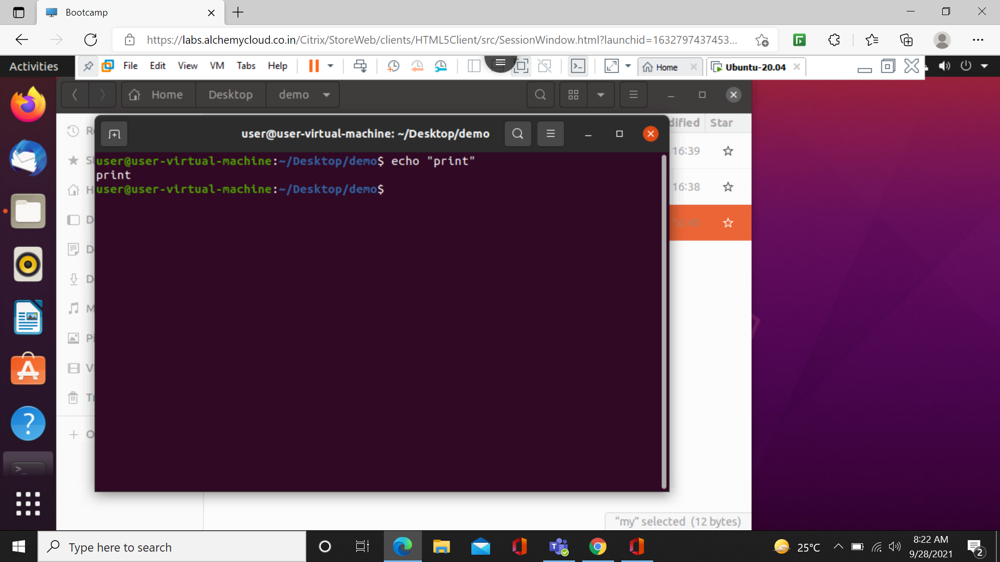 Bootcamp
https://labs.alchemycloud.co.in/Citrix/StoreWeb/clients/HTML5Client/src/SessionWindow.html?launchid=1632797437453...
Activities
File Edit View VM Tabs Help
Home
Ubuntu-20.04
Home Desktop demo
user@user-virtual-machine: ~/Desktop/demo
Star
user@user-virtual-machine:~/Desktop/demo$ echo "print"
print
user@user-virtual-machine:~/Desktop/demo$
16:39
16:38
16:40
“my” selected (12 bytes)
Type here to search
25°C
8:22 AM
9/28/2021
2